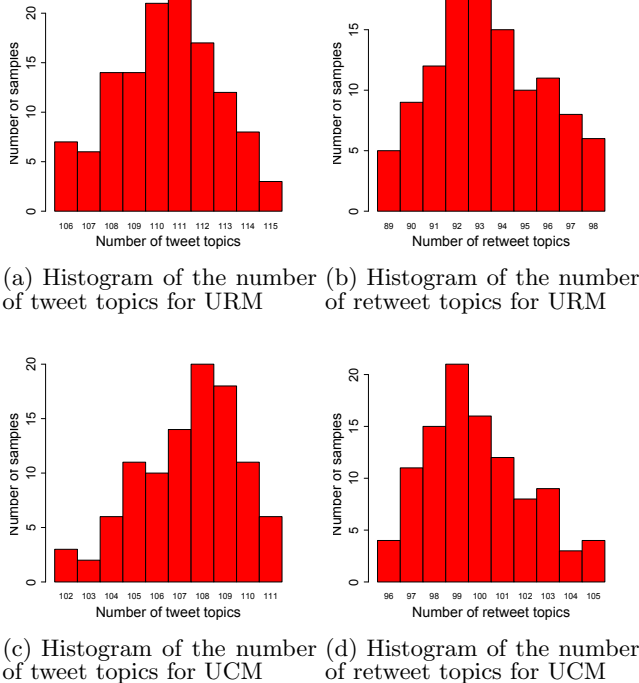 20
15
10
5
0
Number of samples
106 107 108 109 110 111 112 113 114 115
Number of tweet topics
15
10
5
0
Number of samples
89 90 91 92 93 94 95 96 97 98
Number of retweet topics
(a) Histogram of the number
of tweet topics for URM
(b) Histogram of the number
of retweet topics for URM
20
15
10
5
0
Number of samples
102 103 104 105 106 107 108 109 110 111
Number of tweet topics
20
15
10
5
0
Number of samples
96 97 98 99 100 101 102 103 104 105
Number of retweet topics
(c) Histogram of the number
of tweet topics for UCM
(d) Histogram of the number
of retweet topics for UCM